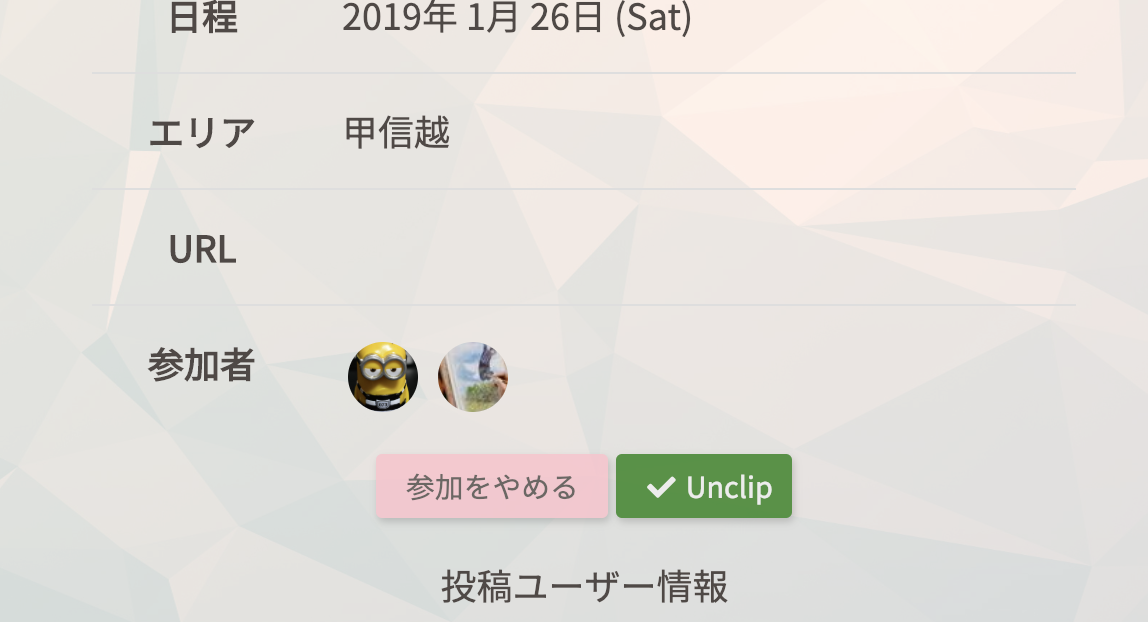 日程 2019年 1月 26日 (Sat)
エリア 甲信越
URL
参加者
参加をやめる Unclip
投稿ユーザー情報